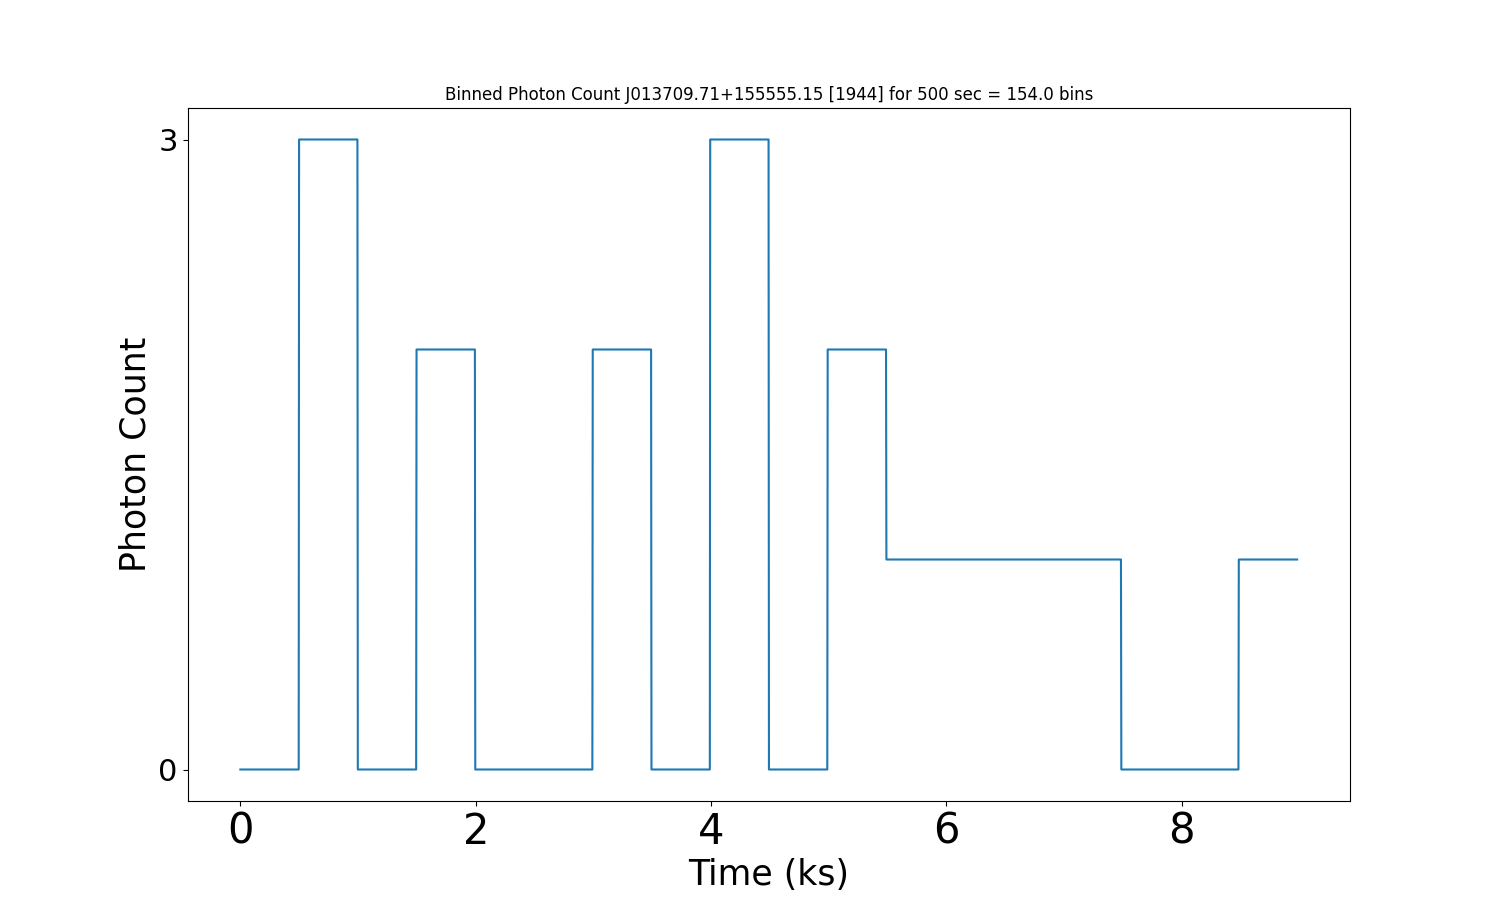 Binned Photon Count J013709.71+155555.15 [1944] for 500 sec = 154.0 bins
3
Photon Count
0
0 2 4 6 8
Time (ks)